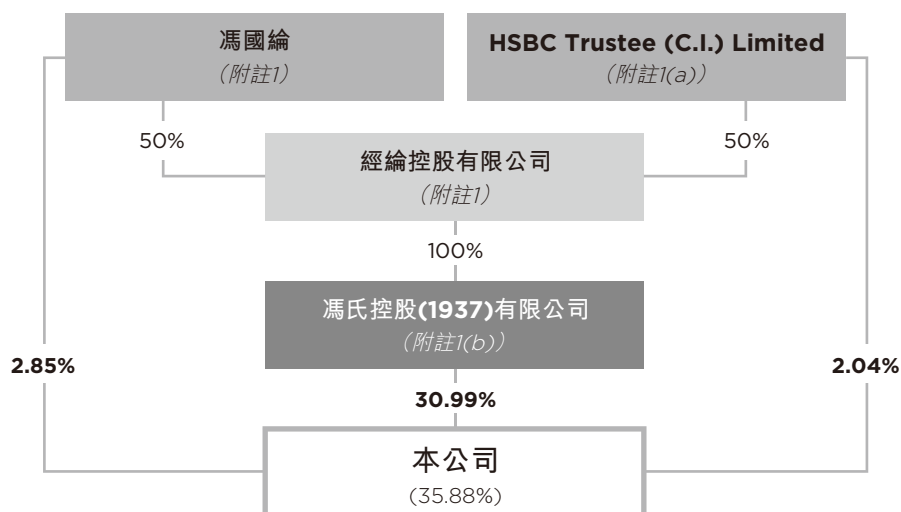 馮國綸
（附註1）
HSBC Trustee (C.I.) Limited
（附註1(a)）
50%
50%
經綸控股有限公司
（附註1）
100%
馮氏控股(1937)有限公司
（附註1(b)）
2.85%
2.04%
30.99%
本公司
(35.88%)